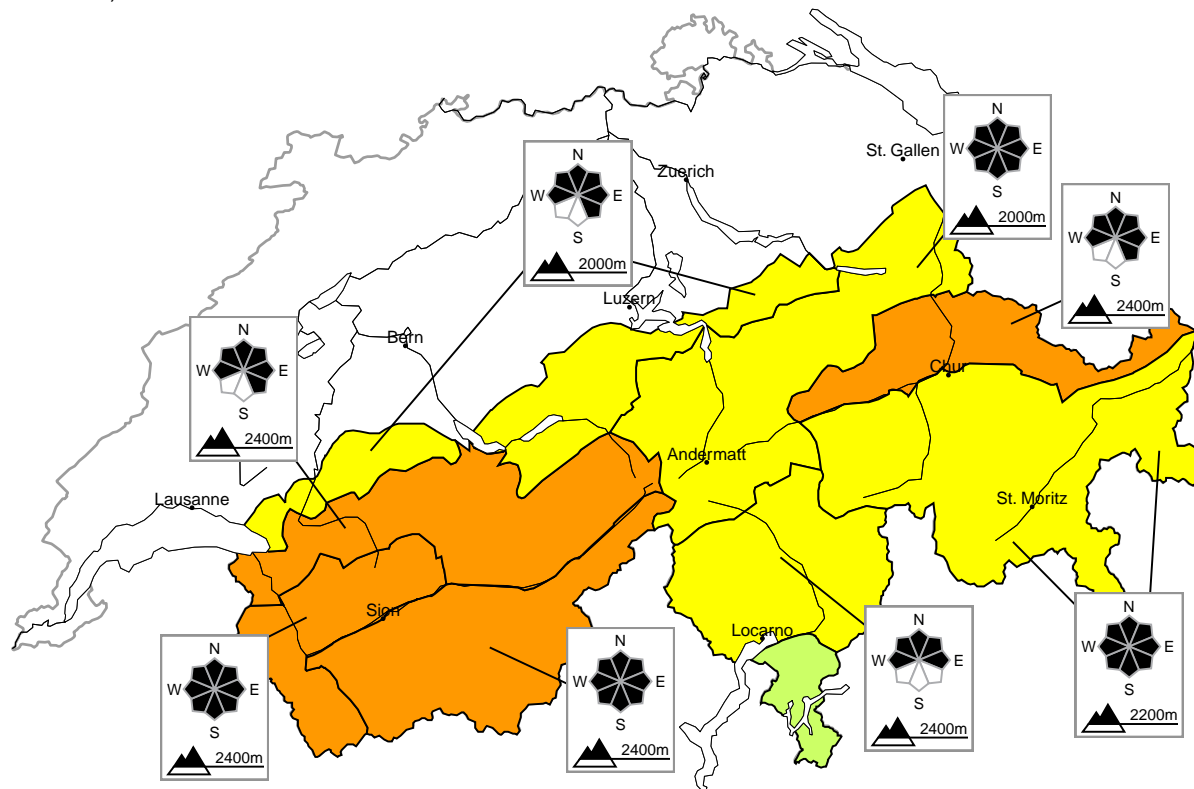 N
St. Gallen
W E
S
2000m
N
Zuerich
W E
S
2000m
N
W E
S
2400m
Luzern
Bern
N
W E
S
2400m
Chur
Andermatt
Lausanne
St. Moritz
N
W E
S
2400m
Sion
N
W E
S
2400m
Locarno
N
W E
S
2400m
N
W E
S
2200m